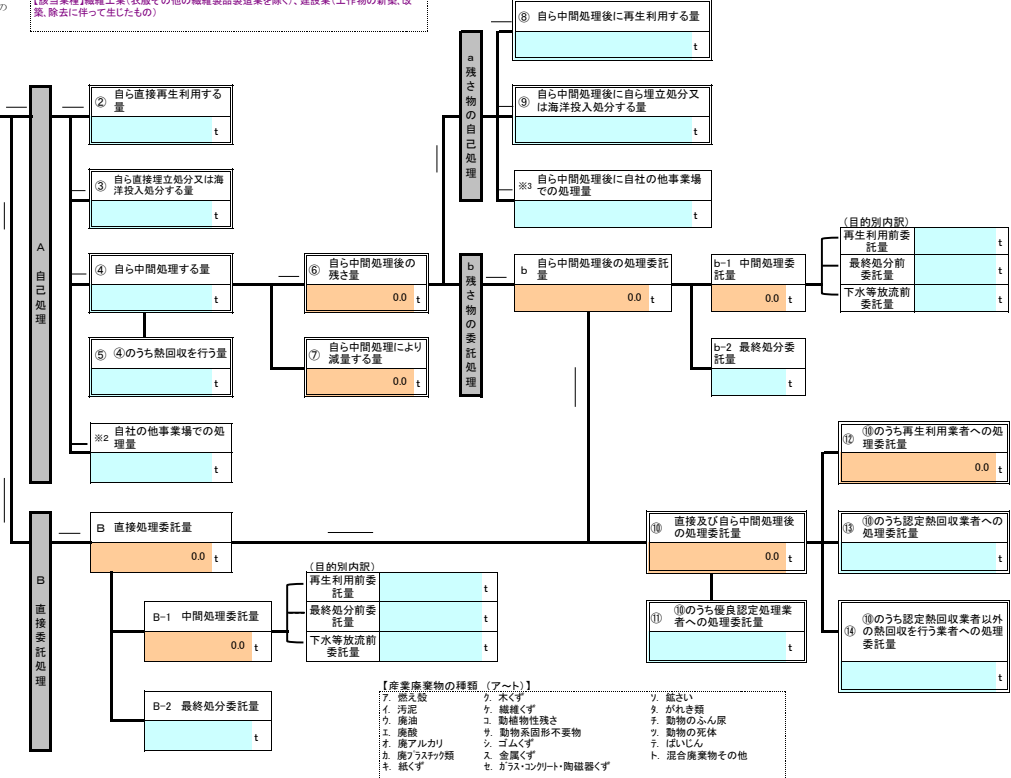 の
【該当業種】繊維工業（衣服その他の繊維製品製造業を除く）、建設業（工作物の新築、改
築、除去に伴って生じたもの）
⑧ 自ら中間処理後に再生利用する量
t
a 残さ物の自己処理
② 自ら直接再生利用する
量
t
⑨ 自ら中間処理後に自ら埋立処分又
は海洋投入処分する量
t
③ 自ら直接埋立処分又は海
洋投入処分する量
t
※3 自ら中間処理後に自社の他事業場
での処理量
t
A 自己処理
④ 自ら中間処理する量
t
⑥ 自ら中間処理後の
残さ量
0.0 t
b 残さ物の委託処理
b 自ら中間処理後の処理委託
量
0.0 t
b-1 中間処理委
託量
0.0 t
（目的別内訳）
再生利用前委
託量
t
最終処分前
委託量
t
下水等放流前
委託量
t
⑤ ④のうち熱回収を行う量
t
⑦ 自ら中間処理により
減量する量
0.0 t
b-2 最終処分委
託量
t
※2 自社の他事業場での処
理量
t
⑫ ⑩のうち再生利用業者への処
理委託量
0.0 t
B 直接委託処理
B 直接処理委託量
0.0 t
⑩ 直接及び自ら中間処理後
の処理委託量
0.0 t
⑬ ⑩のうち認定熱回収業者への
処理委託量
t
（目的別内訳）
再生利用前委
託量
t
最終処分前委
託量
t
下水等放流前
委託量
t
B-1 中間処理委託量
0.0 t
⑪ ⑩のうち優良認定処理業
者への処理委託量
t
⑭ ⑩のうち認定熱回収業者以外
の熱回収を行う業者への処理
委託量
t
B-2 最終処分委託量
t
【産業廃棄物の種類 （ア～ト）】
ア. 燃え殻 ク. 木くず ソ. 鉱さい
イ. 汚泥 ケ. 繊維くず タ. がれき類
ウ. 廃油 コ. 動植物性残さ チ. 動物のふん尿
エ. 廃酸 サ. 動物系固形不要物 ツ. 動物の死体
オ. 廃アルカリ シ. ゴムくず テ. ばいじん
カ. 廃プラスチック類 ス. 金属くず ト. 混合廃棄物その他
キ. 紙くず セ. ガラス・コンクリート・陶磁器くず